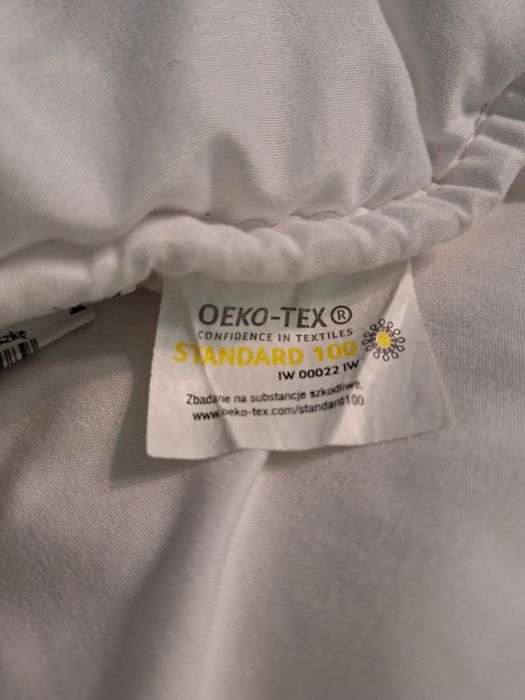 OEKO-TEX®
CONFIDENCE IN TEXTILES
STANDARD 100
IW 00022 IW
Zbadane na substancje szkodliwe.
www.oeko-tex.com/standard100